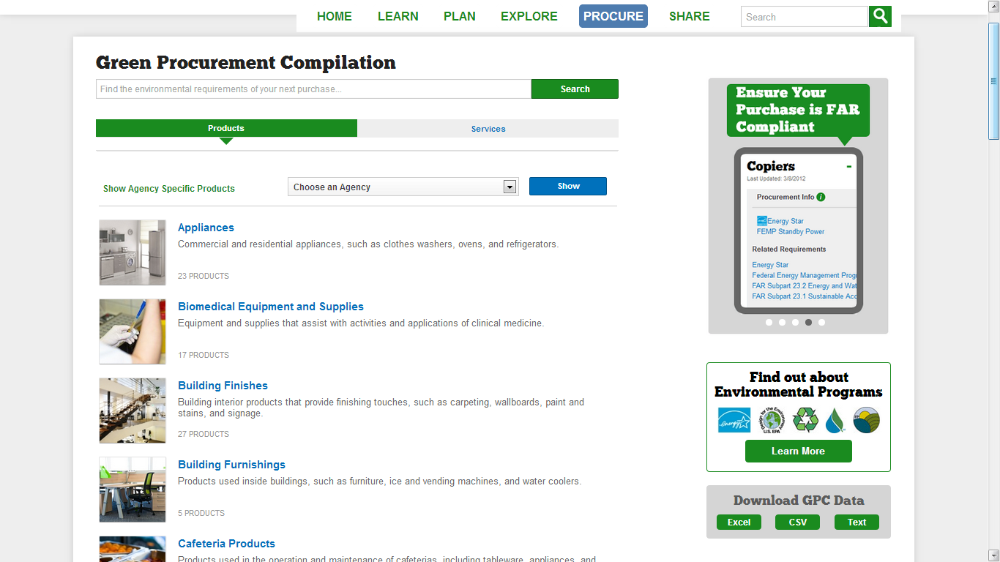 HOME LEARN PLAN EXPLORE PROCURE SHARE Search
Green Procurement Compilation
Find the environmental requirements of your next purchase... Search
Products Services
Show Agency Specific Products Choose an Agency Show
Appliances
Commercial and residential appliances, such as clothes washers, ovens, and refrigerators.
23 PRODUCTS
Biomedical Equipment and Supplies
Equipment and supplies that assist with activities and applications of clinical medicine.
17 PRODUCTS
Building Finishes
Building interior products that provide finishing touches, such as carpeting, wallboards, paint and
stains, and signage.
27 PRODUCTS
Building Furnishings
Products used inside buildings, such as furniture, ice and vending machines, and water coolers.
5 PRODUCTS
Cafeteria Products
Products used in the operation and maintenance of cafeterias, including tableware, appliances, and
Ensure Your
Purchase is FAR
Compliant
Copiers -
Last Updated: 3/8/2012
Procurement Info i
Energy Star
FEMP Standby Power
Related Requirements
Energy Star
Federal Energy Management Prog
FAR Subpart 23.2 Energy and Wat
FAR Subpart 23.1 Sustainable Acc
Find out about
Environmental Programs
energy Design for the Environment U.S. EPA
Learn More
Download GPC Data
Excel CSV Text